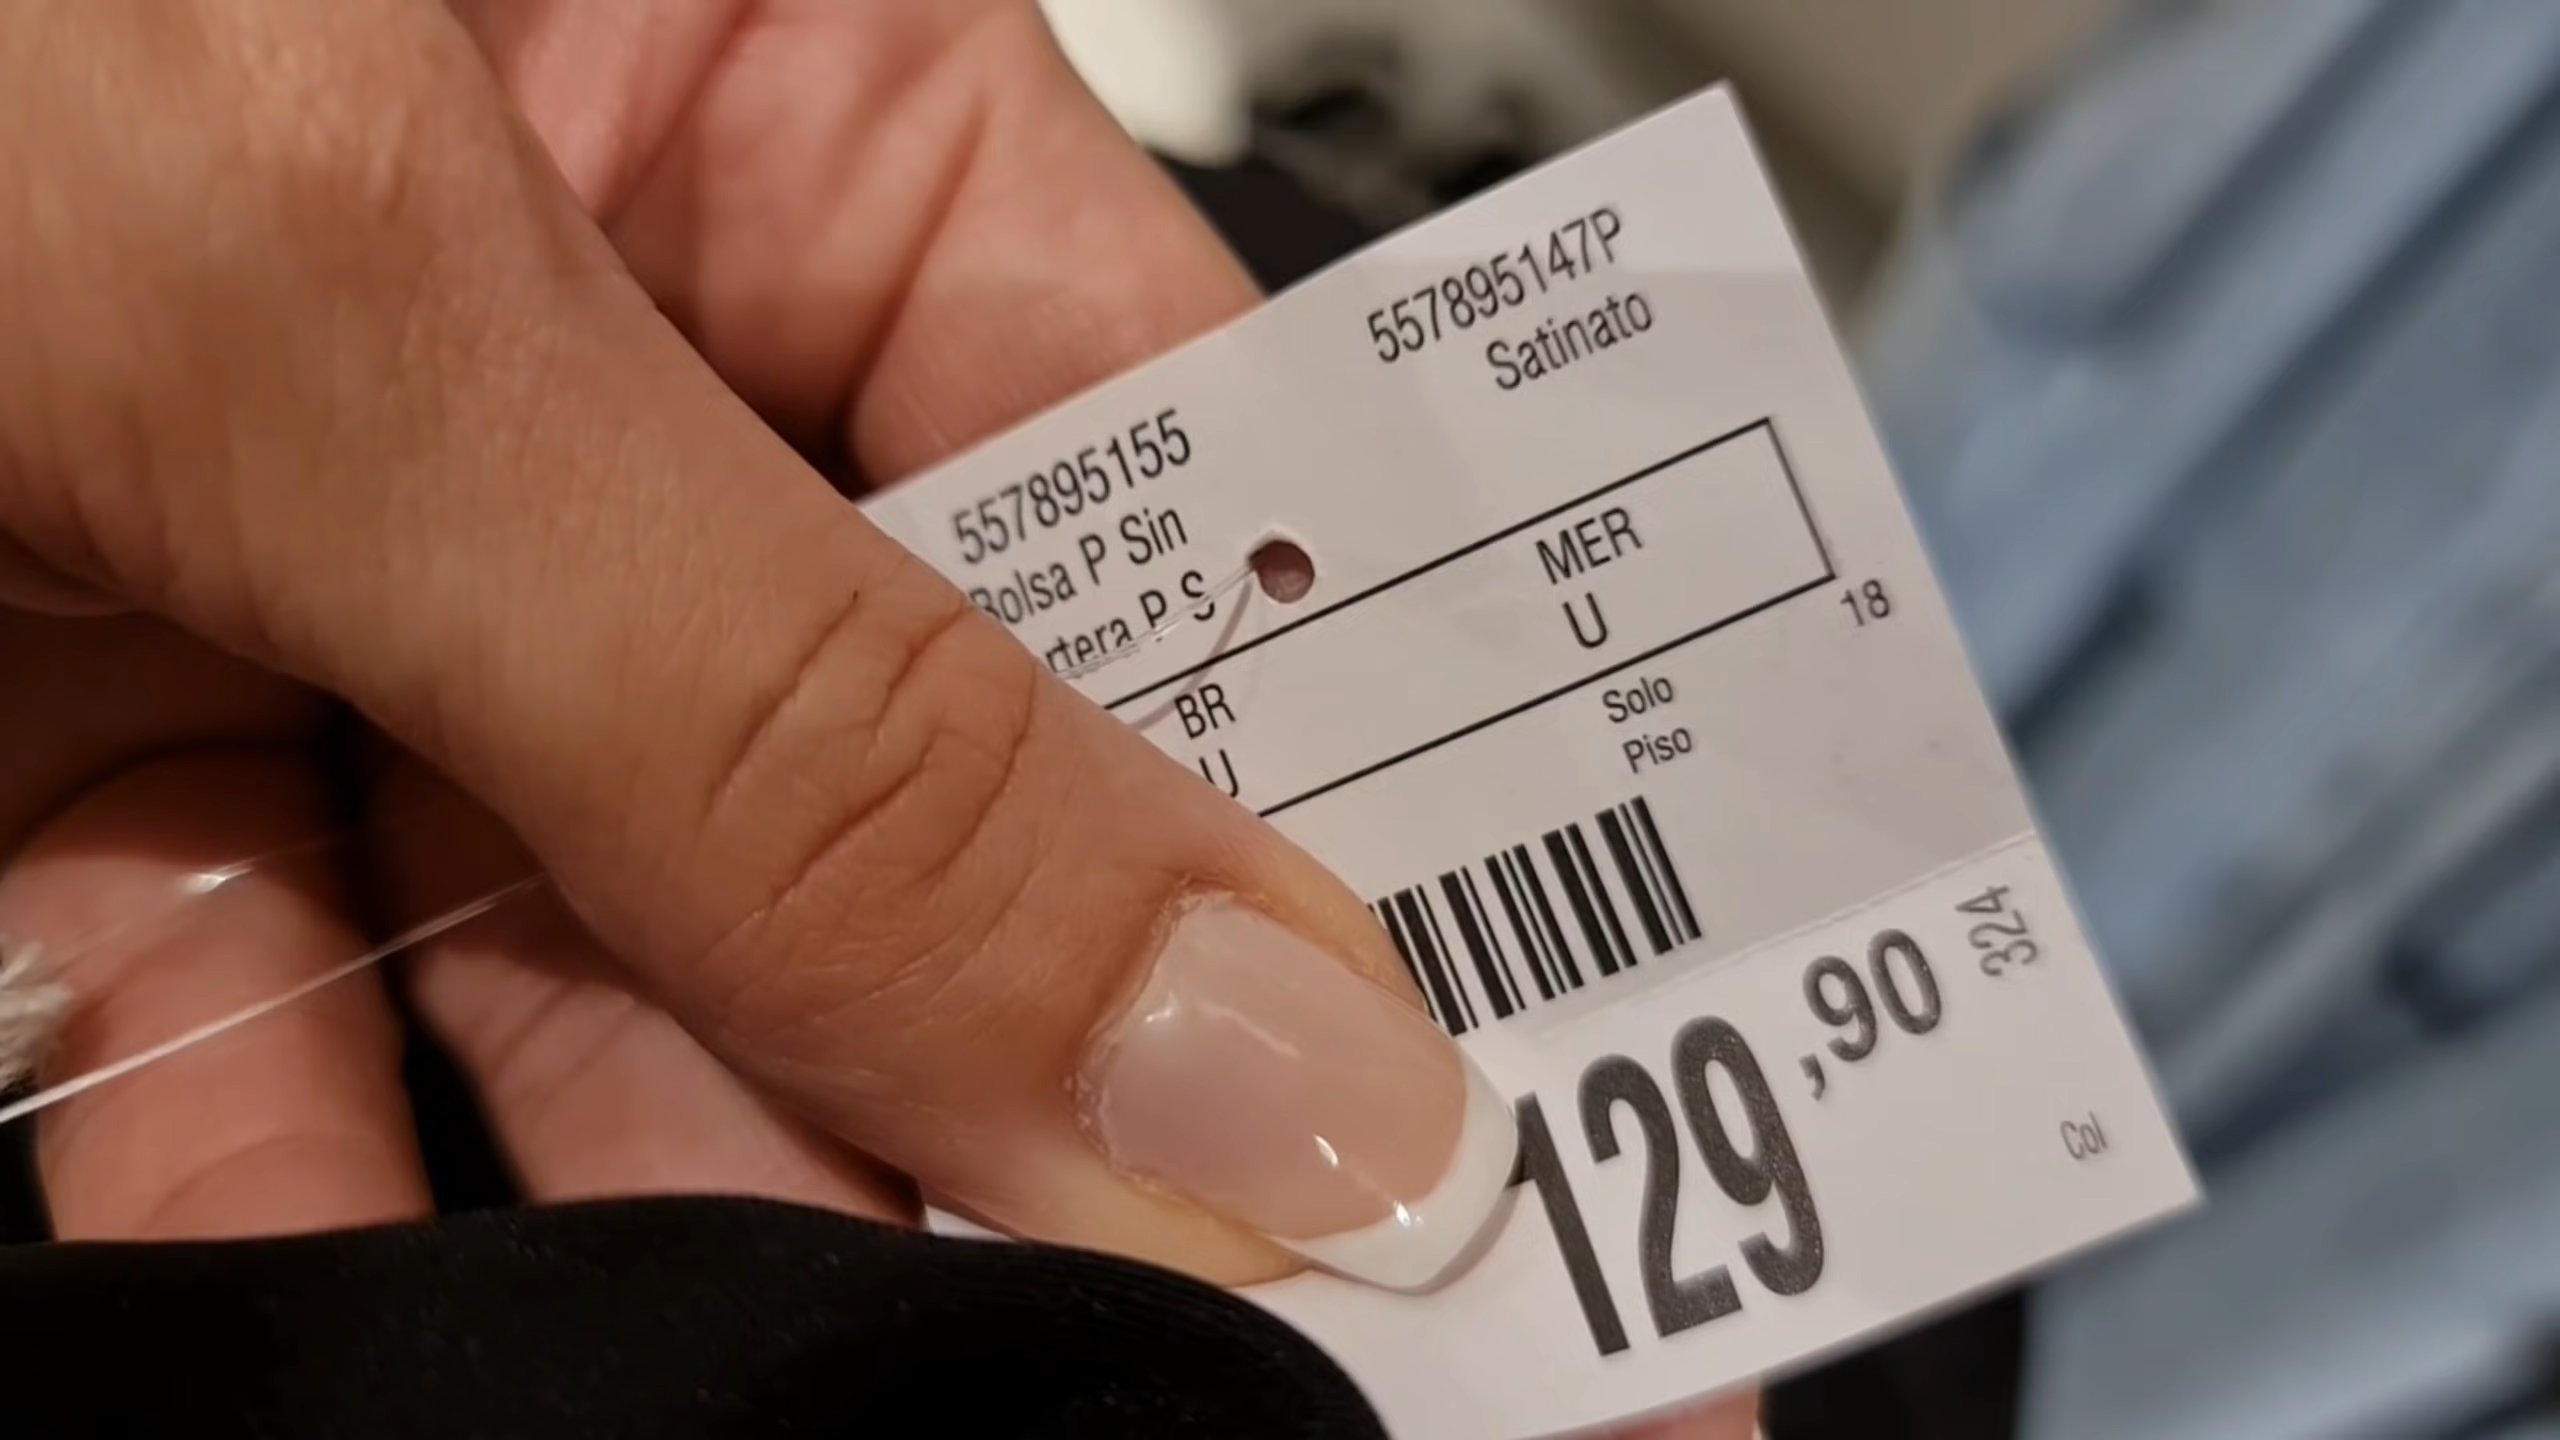 557895147P
Satinato
557895155
Bolsa P Sin
P S
BR
U
MER
U
18
Solo
Piso
324
129,90
Col